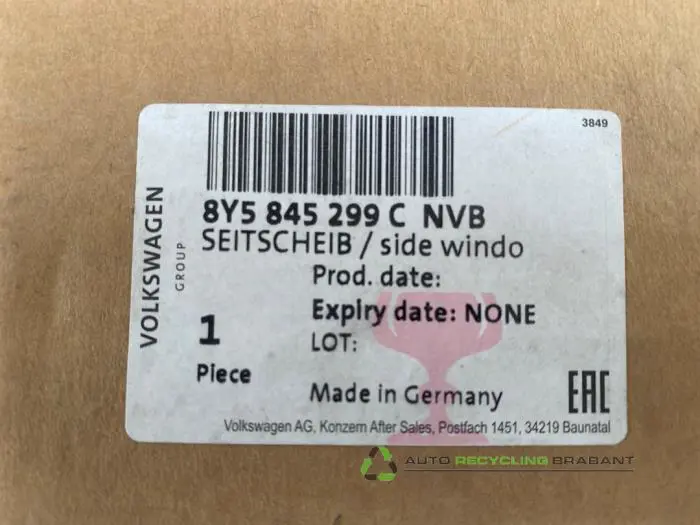 3849
8Y5 845 299 C NVB
SEITSCHEIB / side windo
Prod. date:
Expiry date: NONE
LOT:
1
Piece
Made in Germany
EAC
Volkswagen AG, Konzern After Sales, Postfach 1451, 34219 Baunatal
VOLKSWAGEN
GROUP
AUTO RECYCLING BRABANT